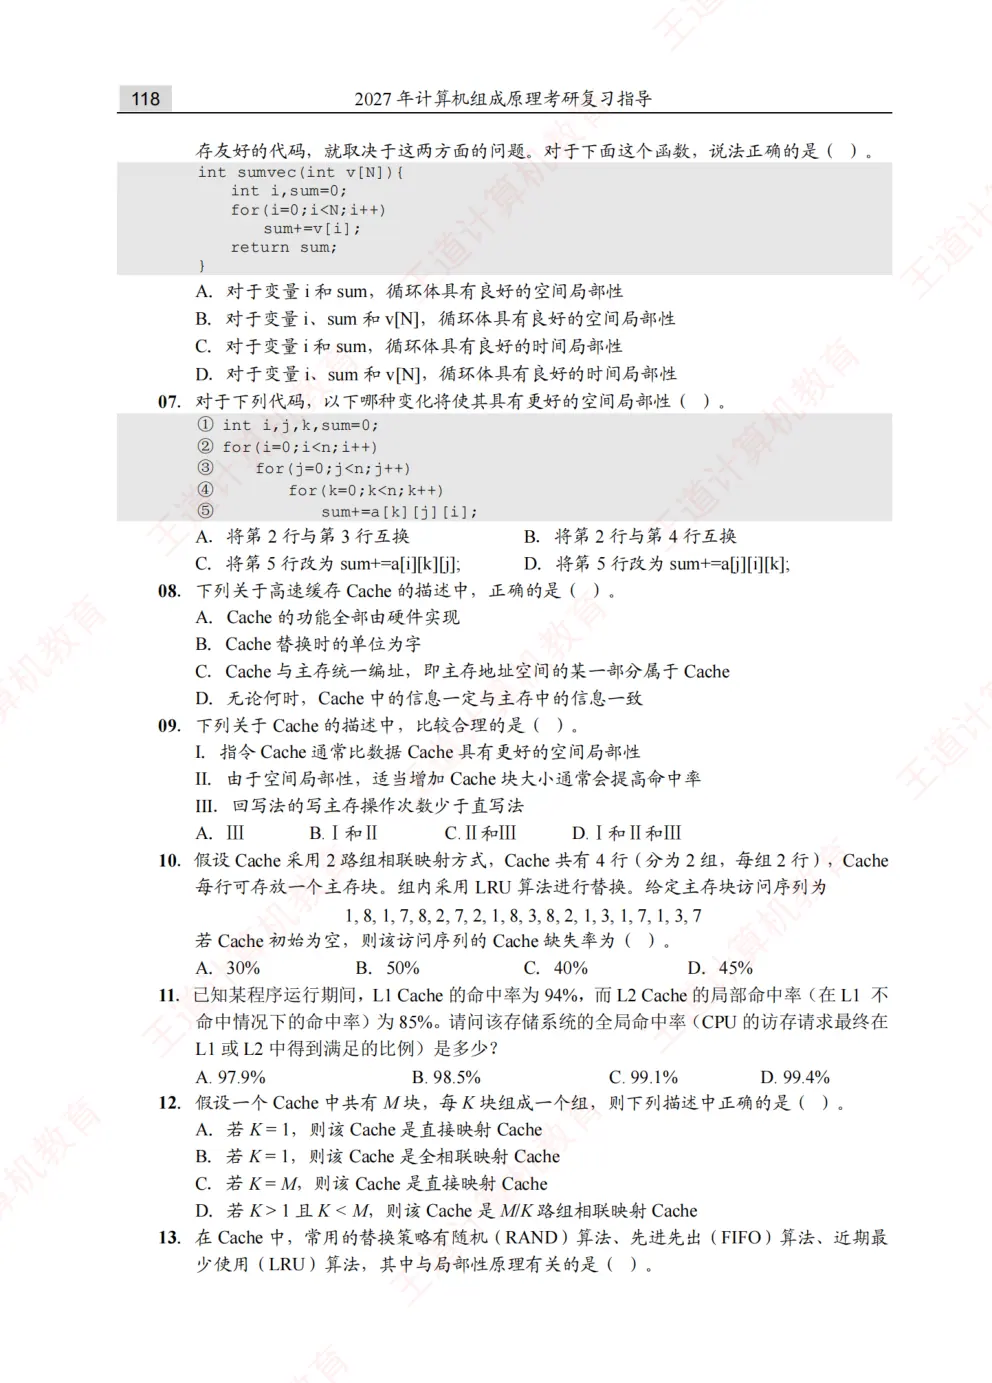 118
2027 年计算机组成原理考研复习指导
存友好的代码，就取决于这两方面的问题。对于下面这个函数，说法正确的是（ ）。
int sumvec(int v[N]){
int i,sum=0;
for(i=0;i<N;i++)
sum+=v[i];
return sum;
}
A．对于变量 i 和 sum，循环体具有良好的空间局部性
B．对于变量 i、sum 和 v[N]，循环体具有良好的空间局部性
C．对于变量 i 和 sum，循环体具有良好的时间局部性
D．对于变量 i、sum 和 v[N]，循环体具有良好的时间局部性
07．对于下列代码，以下哪种变化将使其具有更好的空间局部性（ ）。
① int i,j,k,sum=0;
② for(i=0;i<n;i++)
③ for(j=0;j<n;j++)
④ for(k=0;k<n;k++)
⑤ sum+=a[k][j][i];
A．将第 2 行与第 3 行互换 B．将第 2 行与第 4 行互换
C．将第 5 行改为 sum+=a[i][k][j]; D．将第 5 行改为 sum+=a[j][i][k];
08．下列关于高速缓存 Cache 的描述中，正确的是（ ）。
A．Cache 的功能全部由硬件实现
B．Cache 替换时的单位为字
C．Cache 与主存统一编址，即主存地址空间的某一部分属于 Cache
D．无论何时，Cache 中的信息一定与主存中的信息一致
09．下列关于 Cache 的描述中，比较合理的是（ ）。
I．指令 Cache 通常比数据 Cache 具有更好的空间局部性
II．由于空间局部性，适当增加 Cache 块大小通常会提高命中率
III．回写法的写主存操作次数少于直写法
A．Ⅲ B.Ⅰ和Ⅱ C.Ⅱ和Ⅲ D.Ⅰ和Ⅱ和Ⅲ
10．假设 Cache 采用 2 路组相联映射方式，Cache 共有 4 行（分为 2 组，每组 2 行），Cache
每行可存放一个主存块。组内采用 LRU 算法进行替换。给定主存块访问序列为
1, 8, 1, 7, 8, 2, 7, 2, 1, 8, 3, 8, 2, 1, 3, 1, 7, 1, 3, 7
若 Cache 初始为空，则该访问序列的 Cache 缺失率为（ ）。
A．30% B．50% C．40% D．45%
11．已知某程序运行期间，L1 Cache 的命中率为 94%，而 L2 Cache 的局部命中率（在 L1 不
命中情况下的命中率）为 85%。请问该存储系统的全局命中率（CPU 的访存请求最终在
L1 或 L2 中得到满足的比例）是多少？
A. 97.9% B. 98.5% C. 99.1% D. 99.4%
12．假设一个 Cache 中共有 M 块，每 K 块组成一个组，则下列描述中正确的是（ ）。
A．若 K = 1，则该 Cache 是直接映射 Cache
B．若 K = 1，则该 Cache 是全相联映射 Cache
C．若 K = M，则该 Cache 是直接映射 Cache
D．若 K > 1 且 K < M，则该 Cache 是 M/K 路组相联映射 Cache
13．在 Cache 中，常用的替换策略有随机（RAND）算法、先进先出（FIFO）算法、近期最
少使用（LRU）算法，其中与局部性原理有关的是（ ）。